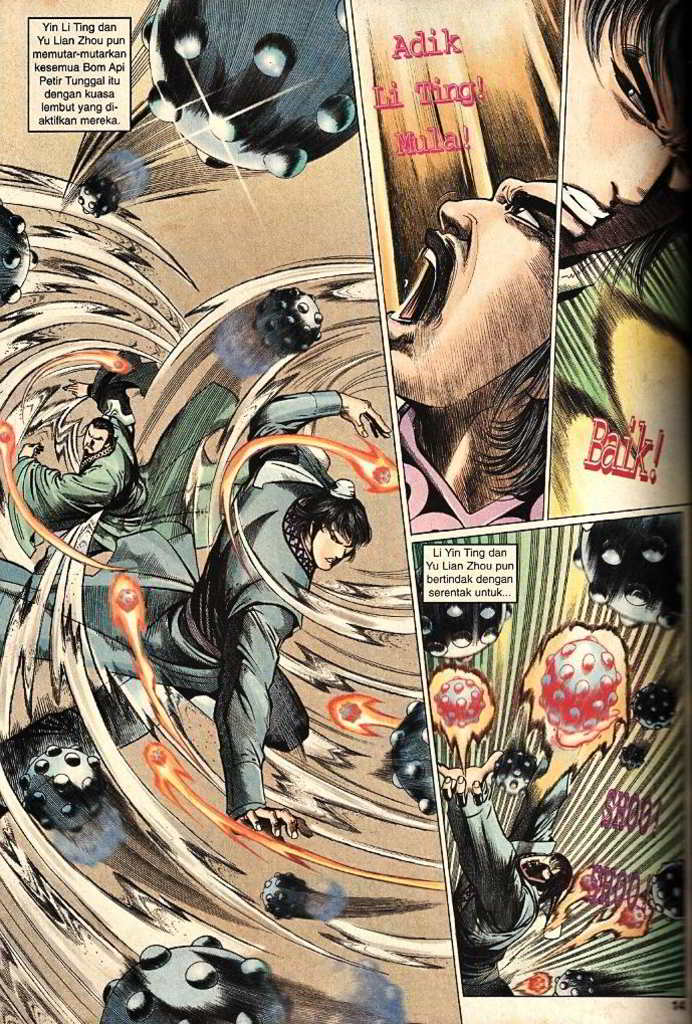 Yin Li Ting dan
Yu Lian Zhou pun
memutar-mutarkan
kesemua Bom Api
Petir Tunggal itu
dengan kuasa
lembut yang di-
aktifkan mereka.
Adik
Li Ting!
Mula!
Baik!
Li Yin Ting dan
Yu Lian Zhou pun
bertindak dengan
serentak untuk...
SHOO!
SHOO!